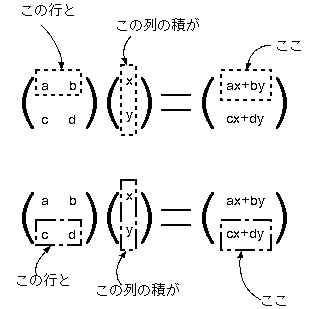 この行と
この列の積が
ここ
a b x ax+by
c d y cx+dy
a b x ax+by
c d y cx+dy
この行と
この列の積が
ここ